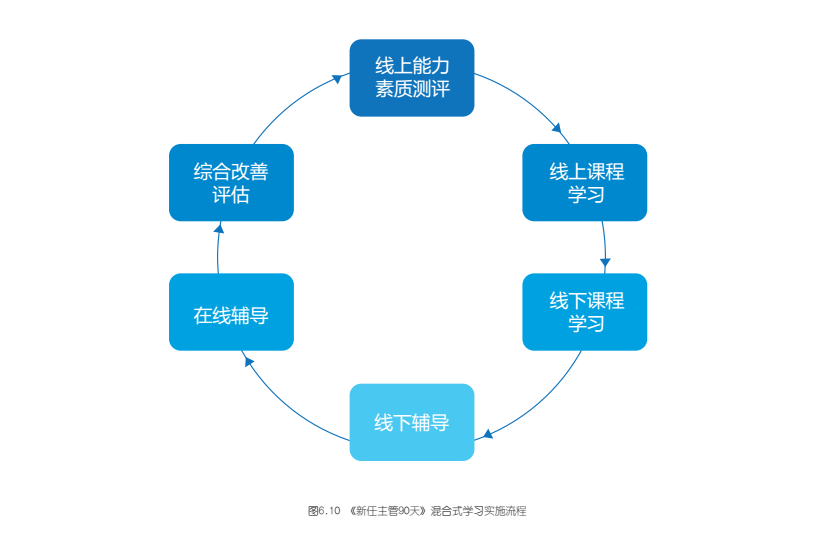 线上能力
素质测评
线上课程
学习
线下课程
学习
线下辅导
在线辅导
综合改善
评估
图6.10 《新任主管90天》混合式学习实施流程